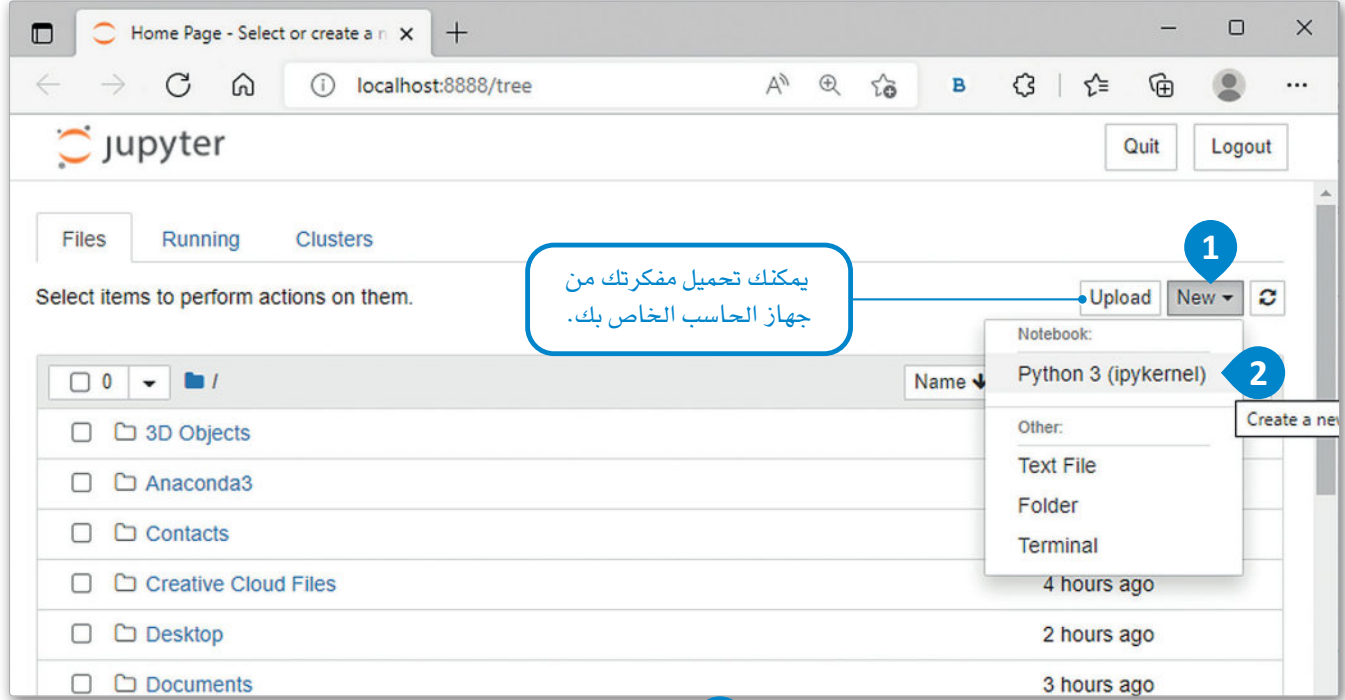 Home Page - Select or create a n
localhost:8888/tree
jupyter
Quit
Logout
Files
Running
Clusters
1
يمكنك تحميل مفكرتك من
جهاز الحاسب الخاص بك.
Select items to perform actions on them.
Upload
New
Notebook:
0
/
Name
Python 3 (ipykernel)
2
Create a new
Other:
3D Objects
Text File
Anaconda3
Folder
Contacts
Terminal
Creative Cloud Files
4 hours ago
Desktop
2 hours ago
Documents
3 hours ago